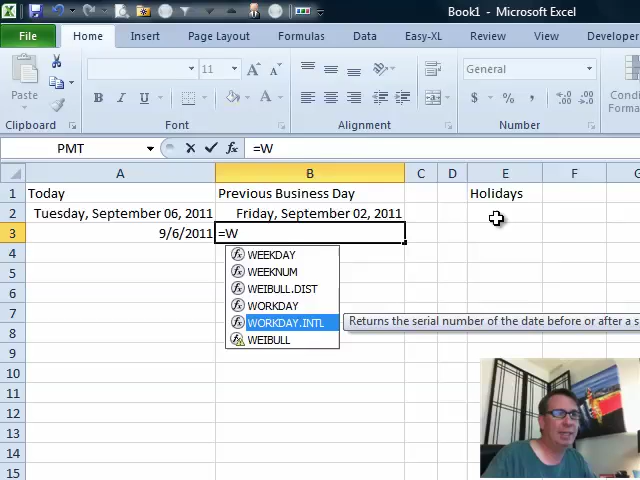 Book1 - Microsoft Excel
File Home Insert Page Layout Formulas Data Easy-XL Review View Developer
Paste
11 A A
General
B I U
$ % ,
Clipboard Font Alignment Number
PMT =W
A B C D E F G
1 Today Previous Business Day Holidays
2 Tuesday, September 06, 2011 Friday, September 02, 2011
3 9/6/2011 =W
4
WEEKDAY
5
WEEKNUM
6
WEIBULL.DIST
7
WORKDAY
8
WORKDAY.INTL Returns the serial number of the date before or after a s
9
WEIBULL
10
11
12
13
14
15